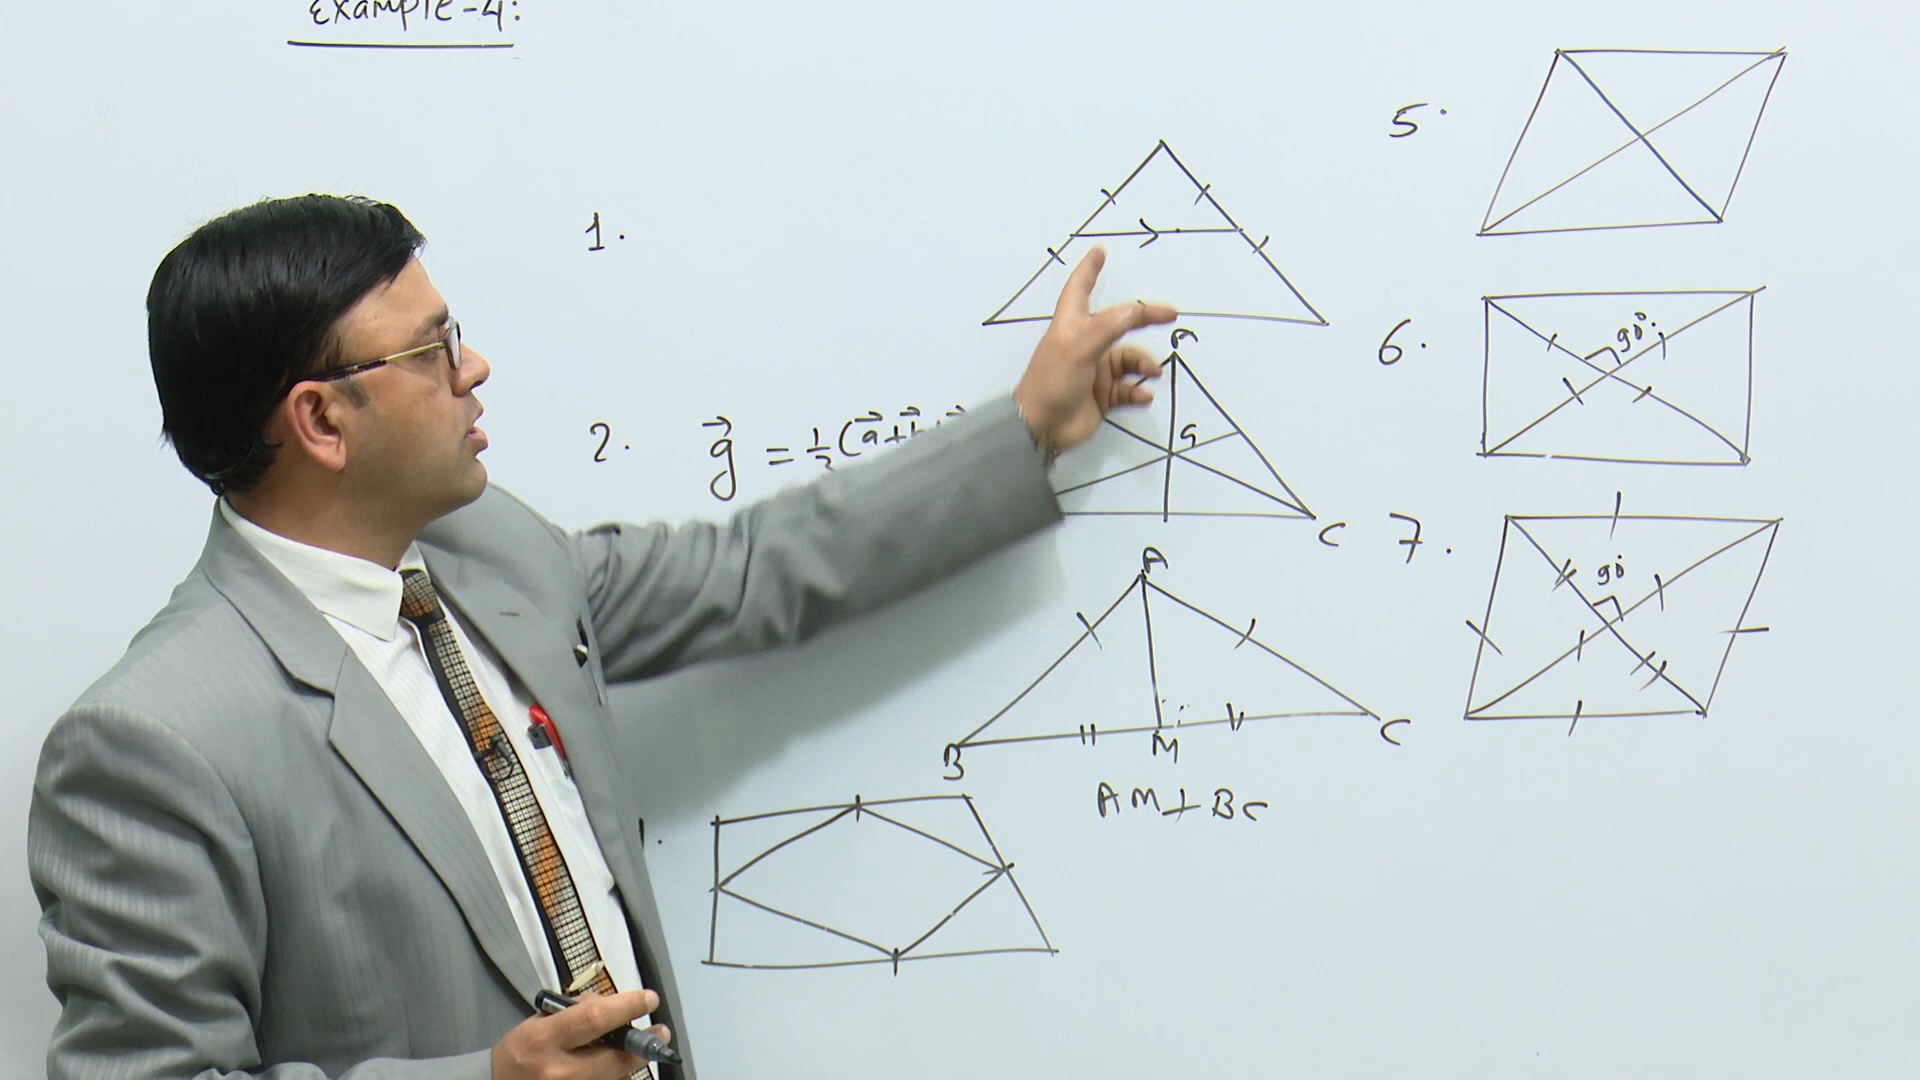 Example-4:
1.
2. g⃗ = 1/3 (a⃗+b⃗+
A
G
C
A
B
M
C
AM⊥BC
5.
6.
90°
7.
90°